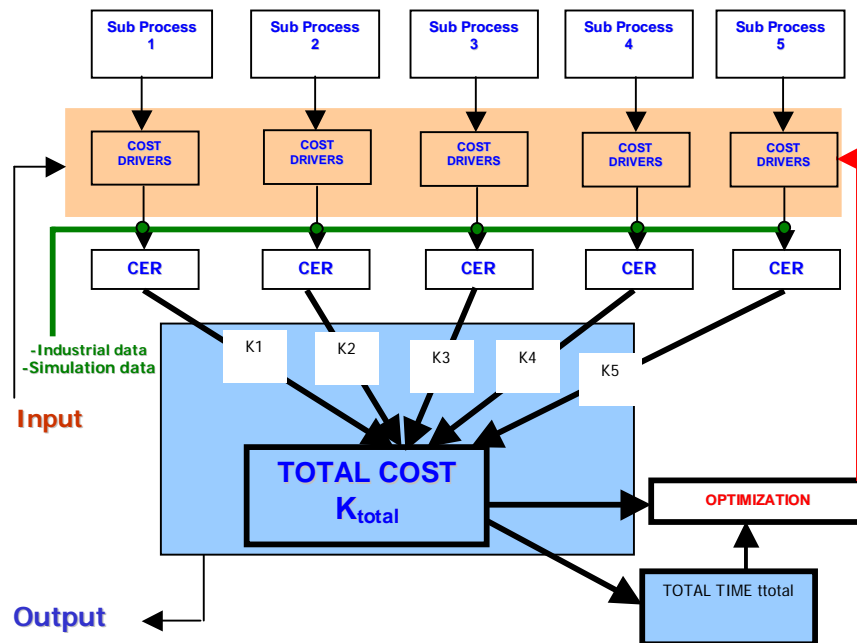 Sub Process
1
Sub Process
2
Sub Process
3
Sub Process
4
Sub Process
5
COST
DRIVERS
COST
DRIVERS
COST
DRIVERS
COST
DRIVERS
COST
DRIVERS
CER
CER
CER
CER
CER
-Industrial data
-Simulation data
K1
K2
K3
K4
K5
Input
TOTAL COST
Ktotal
OPTIMIZATION
TOTAL TIME ttotal
Output